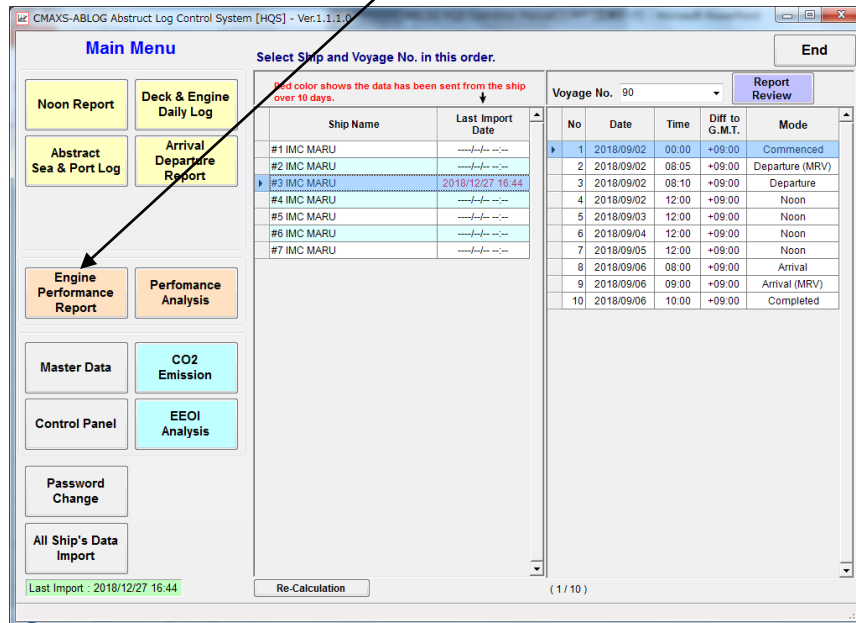 CMAXS-ABLOG Abstruct Log Control System [HQS] - Ver.1.1.1.0
Main Menu
Select Ship and Voyage No. in this order.
End
Noon Report
Deck & Engine
Daily Log
Abstract
Sea & Port Log
Arrival
Departure
Report
Engine
Performance
Report
Perfomance
Analysis
Master Data
CO2
Emission
Control Panel
EEOI
Analysis
Password
Change
All Ship's Data
Import
Last Import : 2018/12/27 16:44
Red color shows the data has been sent from the ship
over 10 days.
Ship Name Last Import
Date
#1 IMC MARU ----/--/-- --:--
#2 IMC MARU ----/--/-- --:--
#3 IMC MARU 2018/12/27 16:44
#4 IMC MARU ----/--/-- --:--
#5 IMC MARU ----/--/-- --:--
#6 IMC MARU ----/--/-- --:--
#7 IMC MARU ----/--/-- --:--
Re-Calculation
Voyage No. 90
Report
Review
No Date Time Diff to
G.M.T. Mode
1 2018/09/02 00:00 +09:00 Commenced
2 2018/09/02 08:05 +09:00 Departure (MRV)
3 2018/09/02 08:10 +09:00 Departure
4 2018/09/02 12:00 +09:00 Noon
5 2018/09/03 12:00 +09:00 Noon
6 2018/09/04 12:00 +09:00 Noon
7 2018/09/05 12:00 +09:00 Noon
8 2018/09/06 08:00 +09:00 Arrival
9 2018/09/06 09:00 +09:00 Arrival (MRV)
10 2018/09/06 10:00 +09:00 Completed
( 1 / 10 )